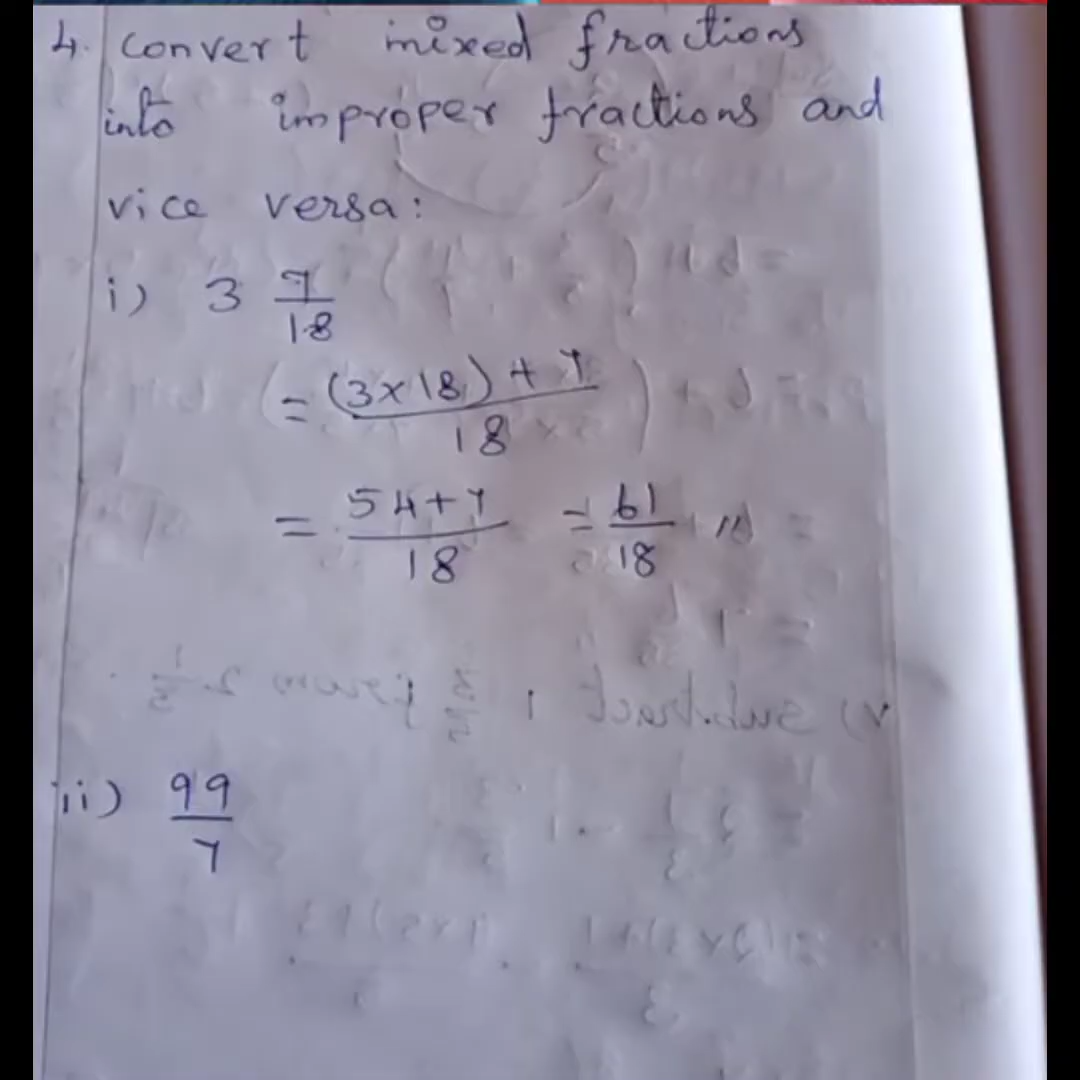 4. convert mixed fractions
into improper fractions and
vice versa:
i) 3 7/18
= (3×18)+7/18
= 54+7/18 = 61/18
ii) 99/7